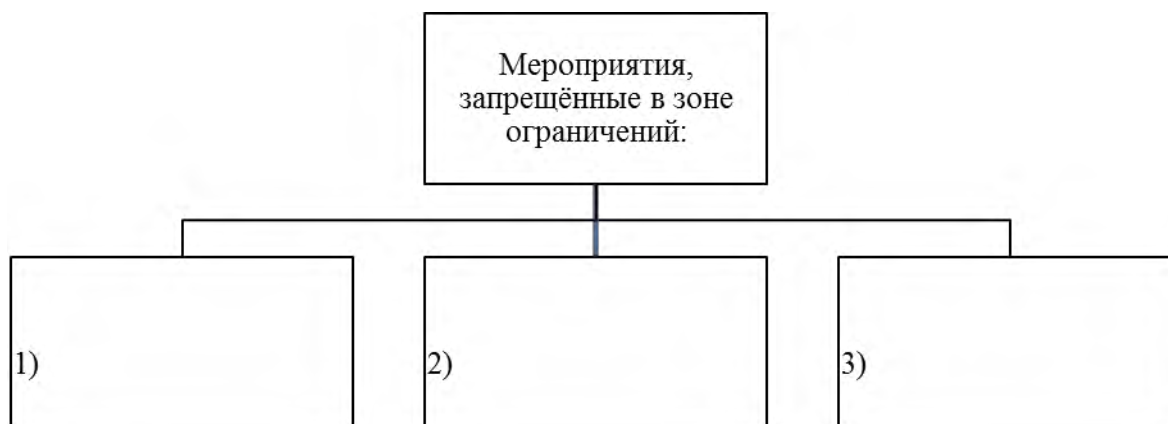 Мероприятия,
запрещённые в зоне
ограничений:
1)
2)
3)